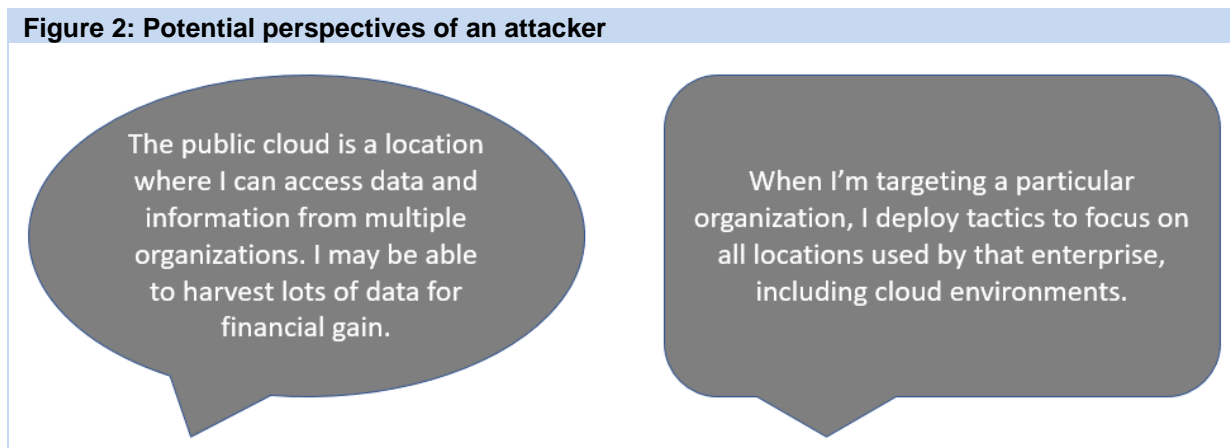 Figure 2: Potential perspectives of an attacker
The public cloud is a location
where I can access data and
information from multiple
organizations. I may be able
to harvest lots of data for
financial gain.
When I’m targeting a particular
organization, I deploy tactics to focus on
all locations used by that enterprise,
including cloud environments.